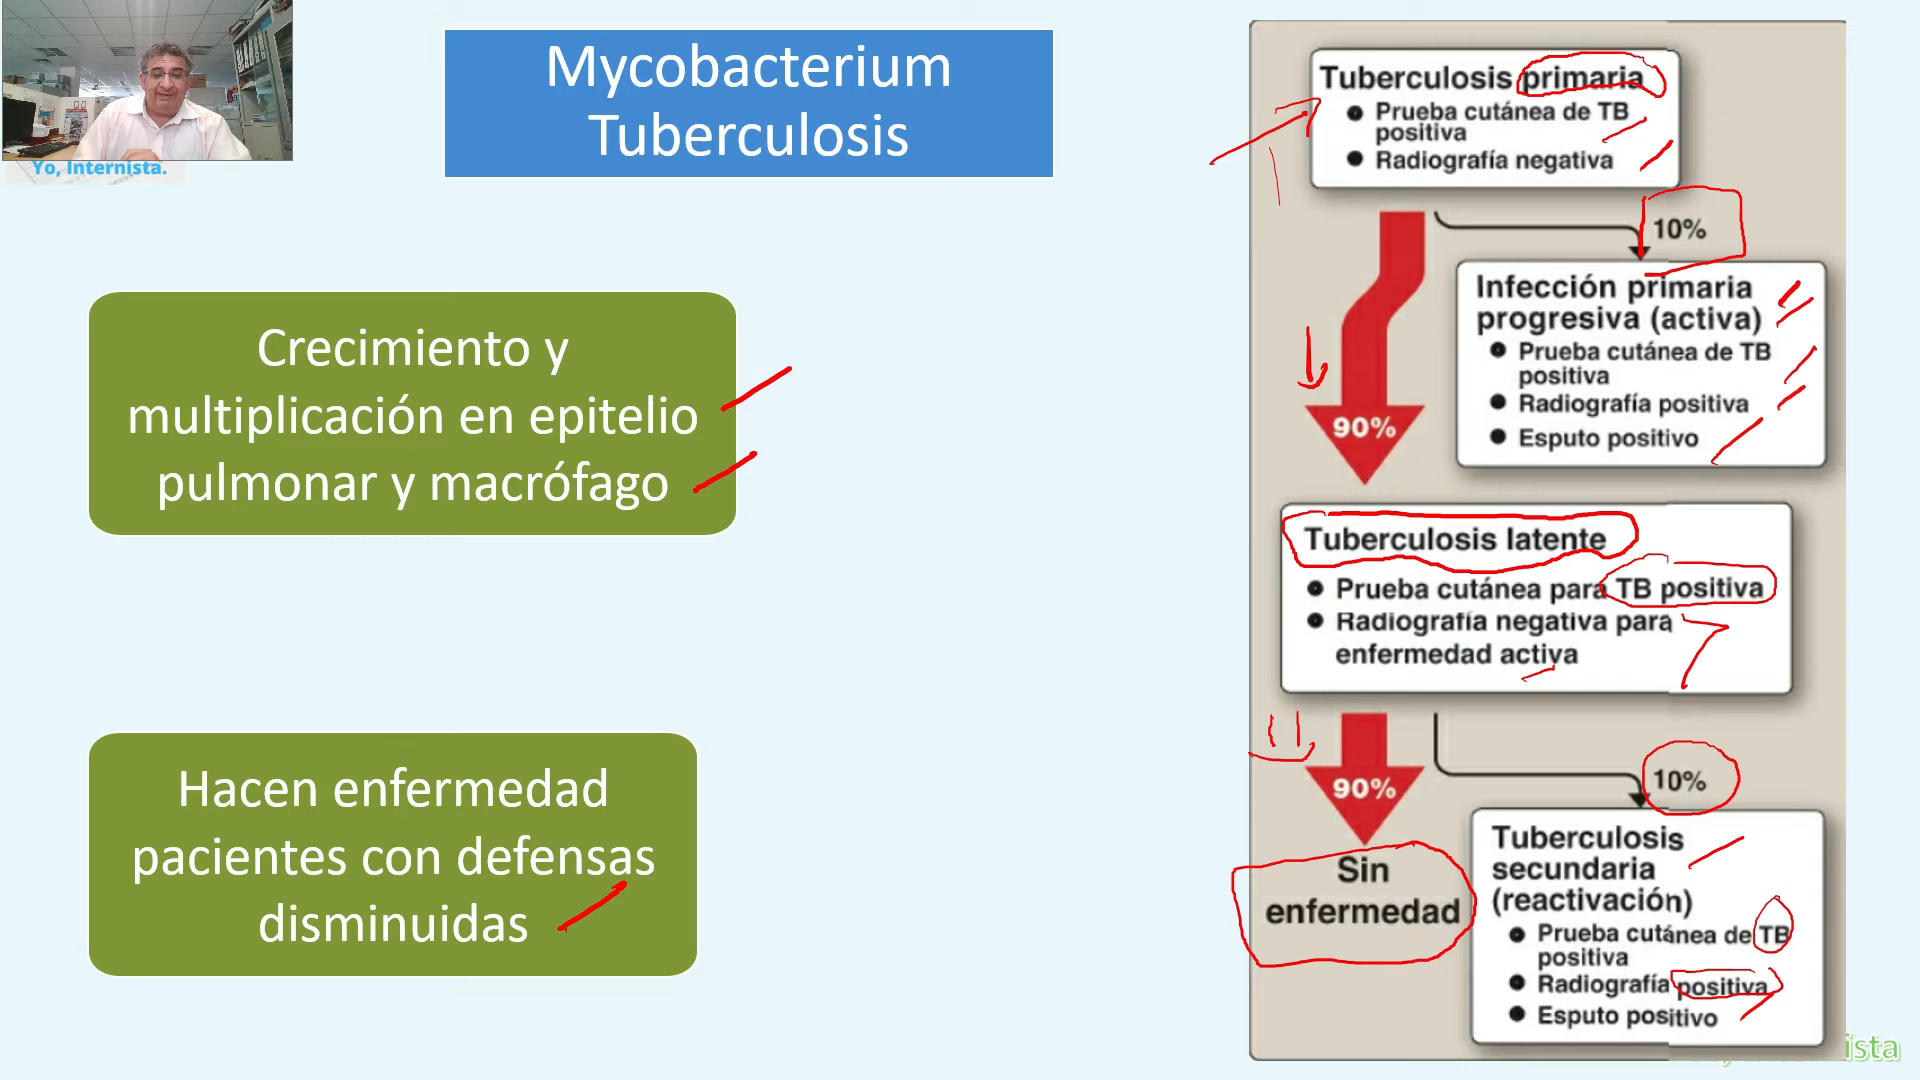 Yo, Internista.
Mycobacterium
Tuberculosis
Crecimiento y
multiplicación en epitelio
pulmonar y macrófago
Hacen enfermedad
pacientes con defensas
disminuidas
Tuberculosis primaria
Prueba cutánea de TB
positiva
Radiografía negativa
10%
Infección primaria
progresiva (activa)
Prueba cutánea de TB
positiva
Radiografía positiva
Esputo positivo
90%
Tuberculosis latente
Prueba cutánea para TB positiva
Radiografía negativa para
enfermedad activa
90%
10%
Sin
enfermedad
Tuberculosis
secundaria
(reactivación)
Prueba cutánea de TB
positiva
Radiografía positiva
Esputo positivo
ista